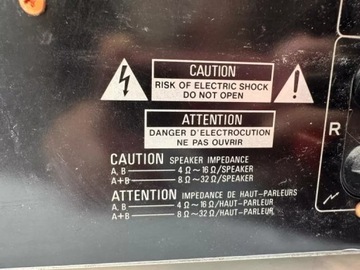 CAUTION
RISK OF ELECTRIC SHOCK
DO NOT OPEN
ATTENTION
DANGER D'ELECTROCUTION
NE PAS OUVRIR
CAUTION SPEAKER IMPEDANCE
A, B 4 Ω ~ 16 Ω/SPEAKER
A+B 8 Ω ~ 32 Ω/SPEAKER
ATTENTION IMPEDANCE DE HAUT-PARLEURS
A, B 4 Ω ~ 16 Ω/HAUT-PARLEUR
A+B 8 Ω ~ 32 Ω/HAUT-PARLEUR
R